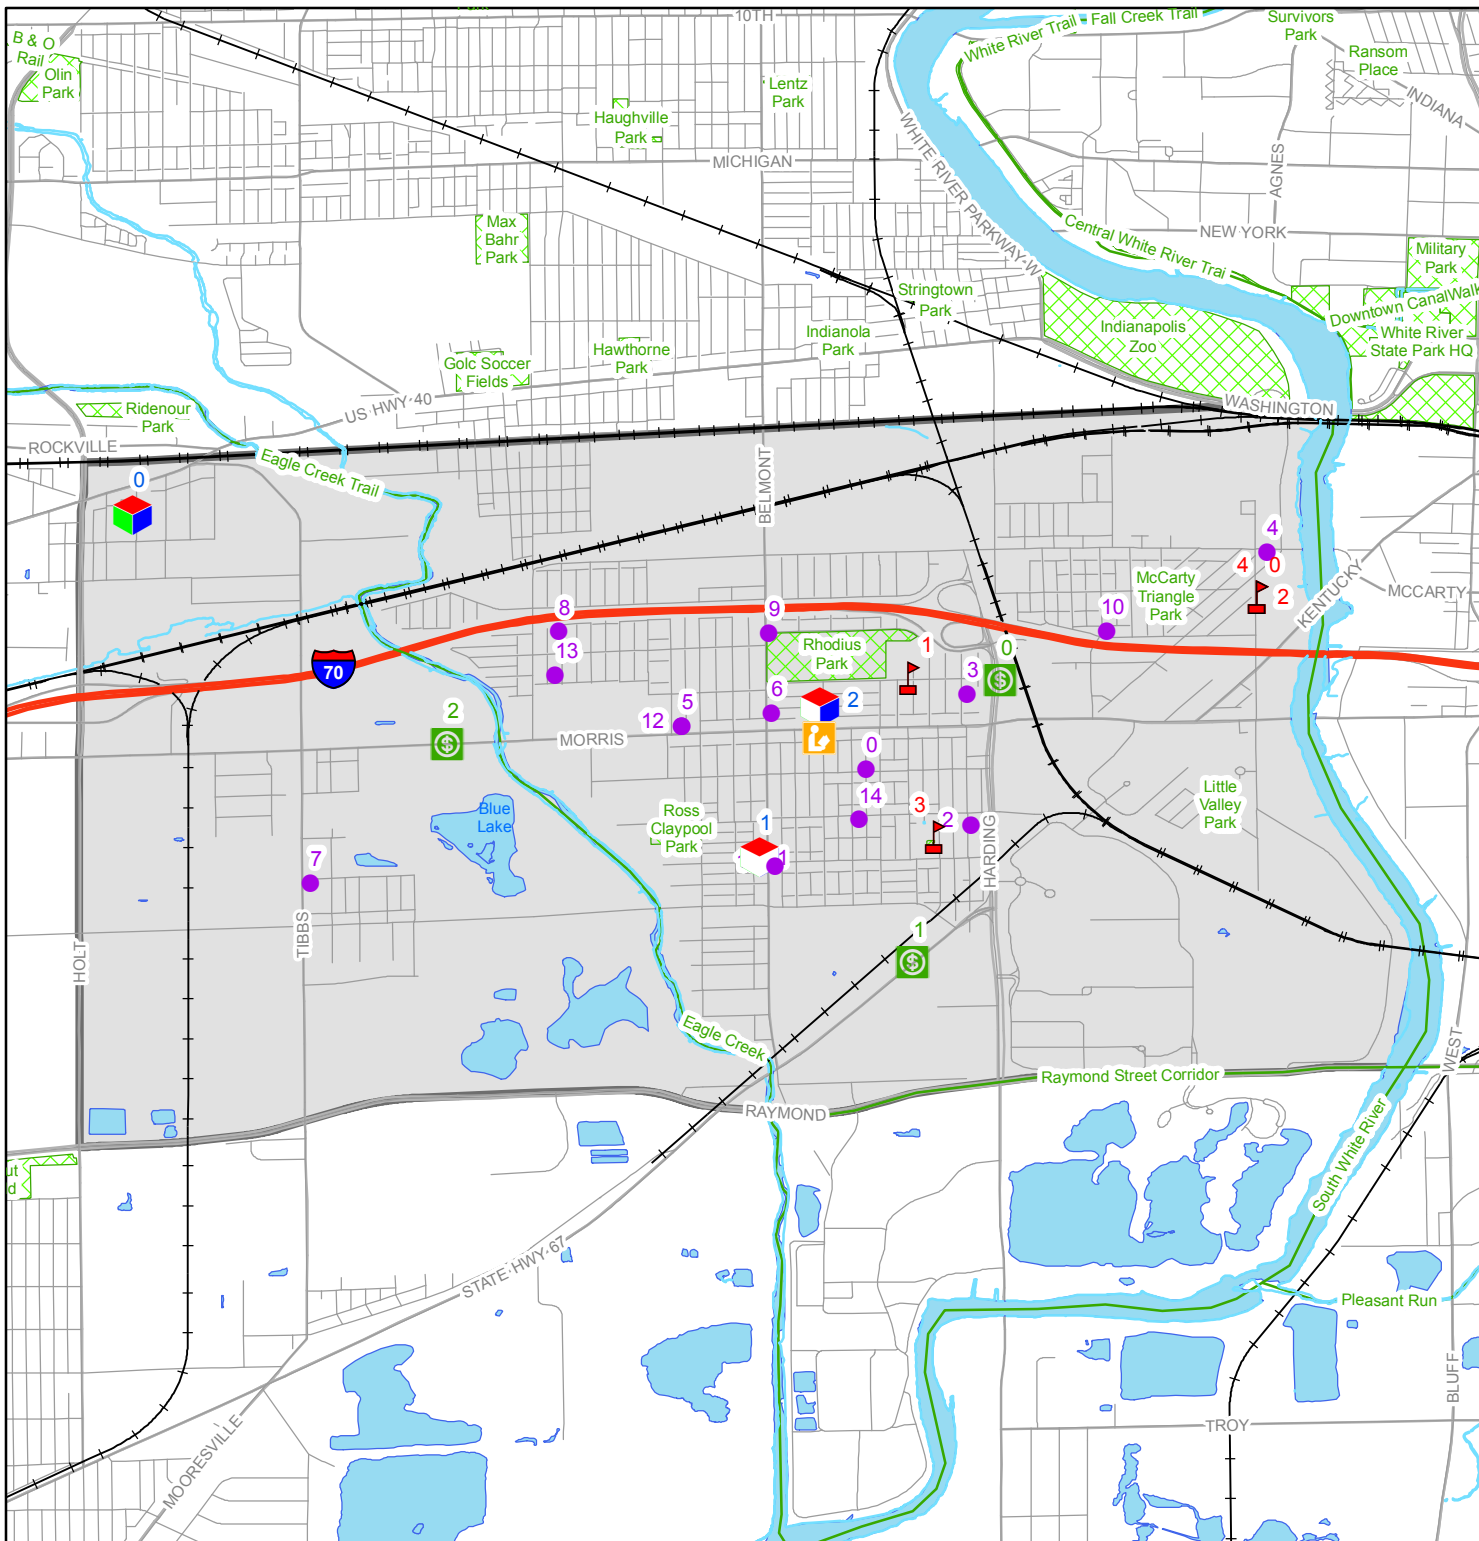 10TH
White River Trail
Fall Creek Trail
Survivors
Park
B & O
Rail
Olin
Park
Ransom
Place
INDIANA
Lentz
Park
Haughville
Park
MICHIGAN
WHITE RIVER PARKWAY W
AGNES
Max
Bahr
Park
Central White River Trai
NEW YORK
Military
Park
Stringtown
Park
Downtown CanalWalk
Indianapolis
Zoo
Indianola
Park
White River
State Park HQ
Hawthorne
Park
Golc Soccer
Fields
US HWY 40
WASHINGTON
Ridenour
Park
ROCKVILLE
Eagle Creek Trail
BELMONT
0
4
4
0
2
McCarty
Triangle
Park
KENTUCKY
MCCARTY
8
9
10
13
Rhodius
Park
1
0
3
70
6
2
5
12
2
MORRIS
0
14
3
2
Blue
Lake
Ross
Claypool
Park
Little
Valley
Park
1
1
HARDING
7
TIBBS
HOLT
1
Eagle Creek
WEST
Raymond Street Corridor
RAYMOND
ut
d
South White River
STATE HWY 67
Pleasant Run
BLUFF
TROY
MOORESVILLE